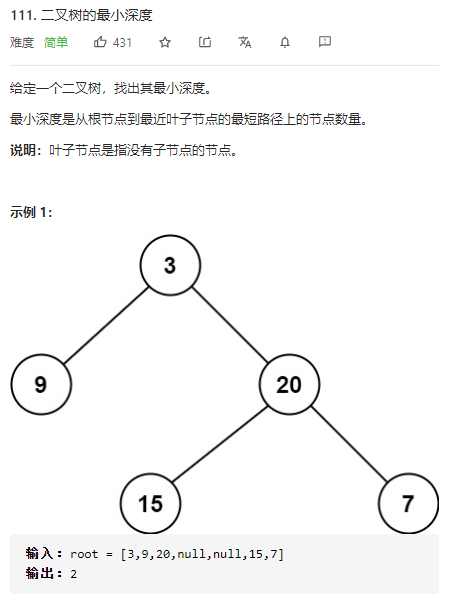 111. 二叉树的最小深度
难度 简单 431
给定一个二叉树，找出其最小深度。
最小深度是从根节点到最近叶子节点的最短路径上的节点数量。
说明：叶子节点是指没有子节点的节点。
示例 1：
3
9 20
15 7
输入：root = [3,9,20,null,null,15,7]
输出：2